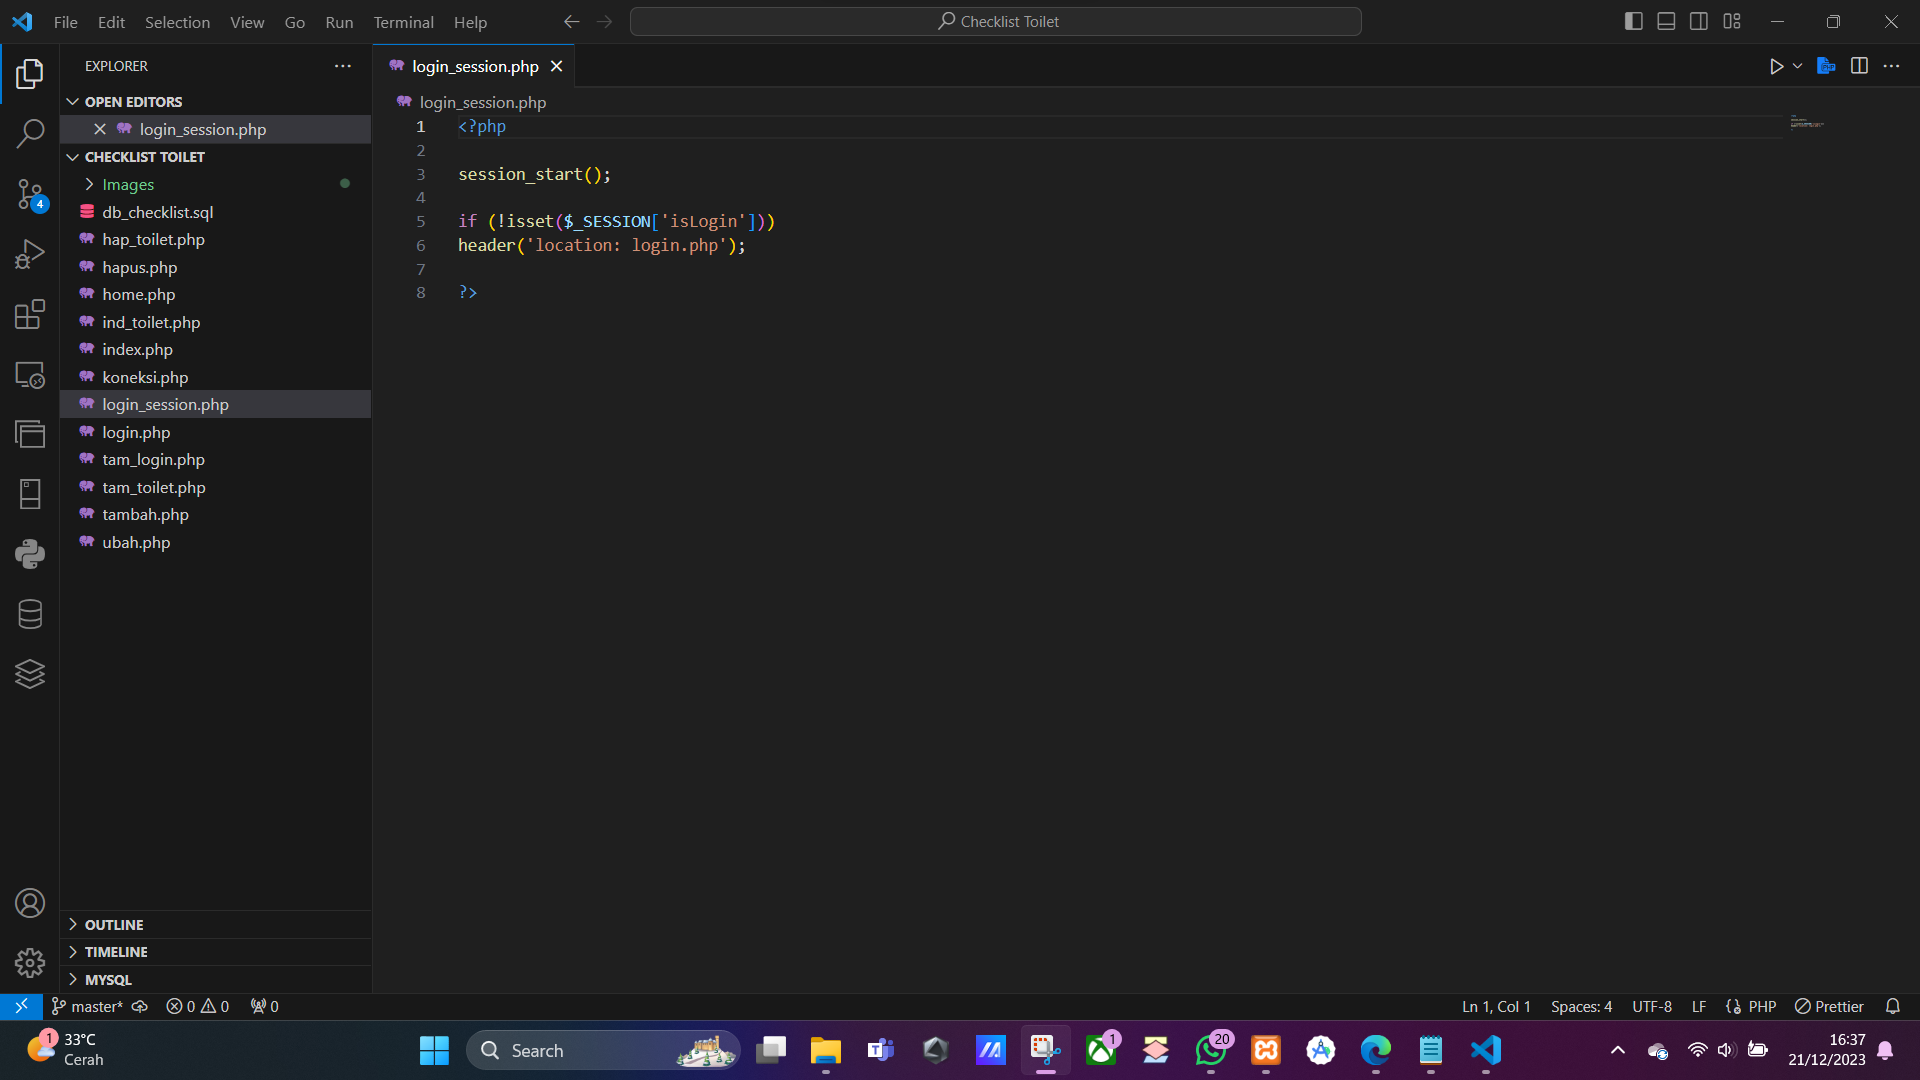 File Edit Selection View Go Run Terminal Help
Checklist Toilet
EXPLORER
login_session.php
OPEN EDITORS
login_session.php
CHECKLIST TOILET
Images
db_checklist.sql
hap_toilet.php
hapus.php
home.php
ind_toilet.php
index.php
koneksi.php
login_session.php
login.php
tam_login.php
tam_toilet.php
tambah.php
ubah.php
OUTLINE
TIMELINE
MYSQL
4
login_session.php
1 <?php
2
3 session_start();
4
5 if (!isset($_SESSION['isLogin']))
6 header('location: login.php');
7
8 ?>
master* 0 0 0
Ln 1, Col 1 Spaces: 4 UTF-8 LF PHP Prettier
1
33°C
Cerah
Search
1
20
16:37
21/12/2023